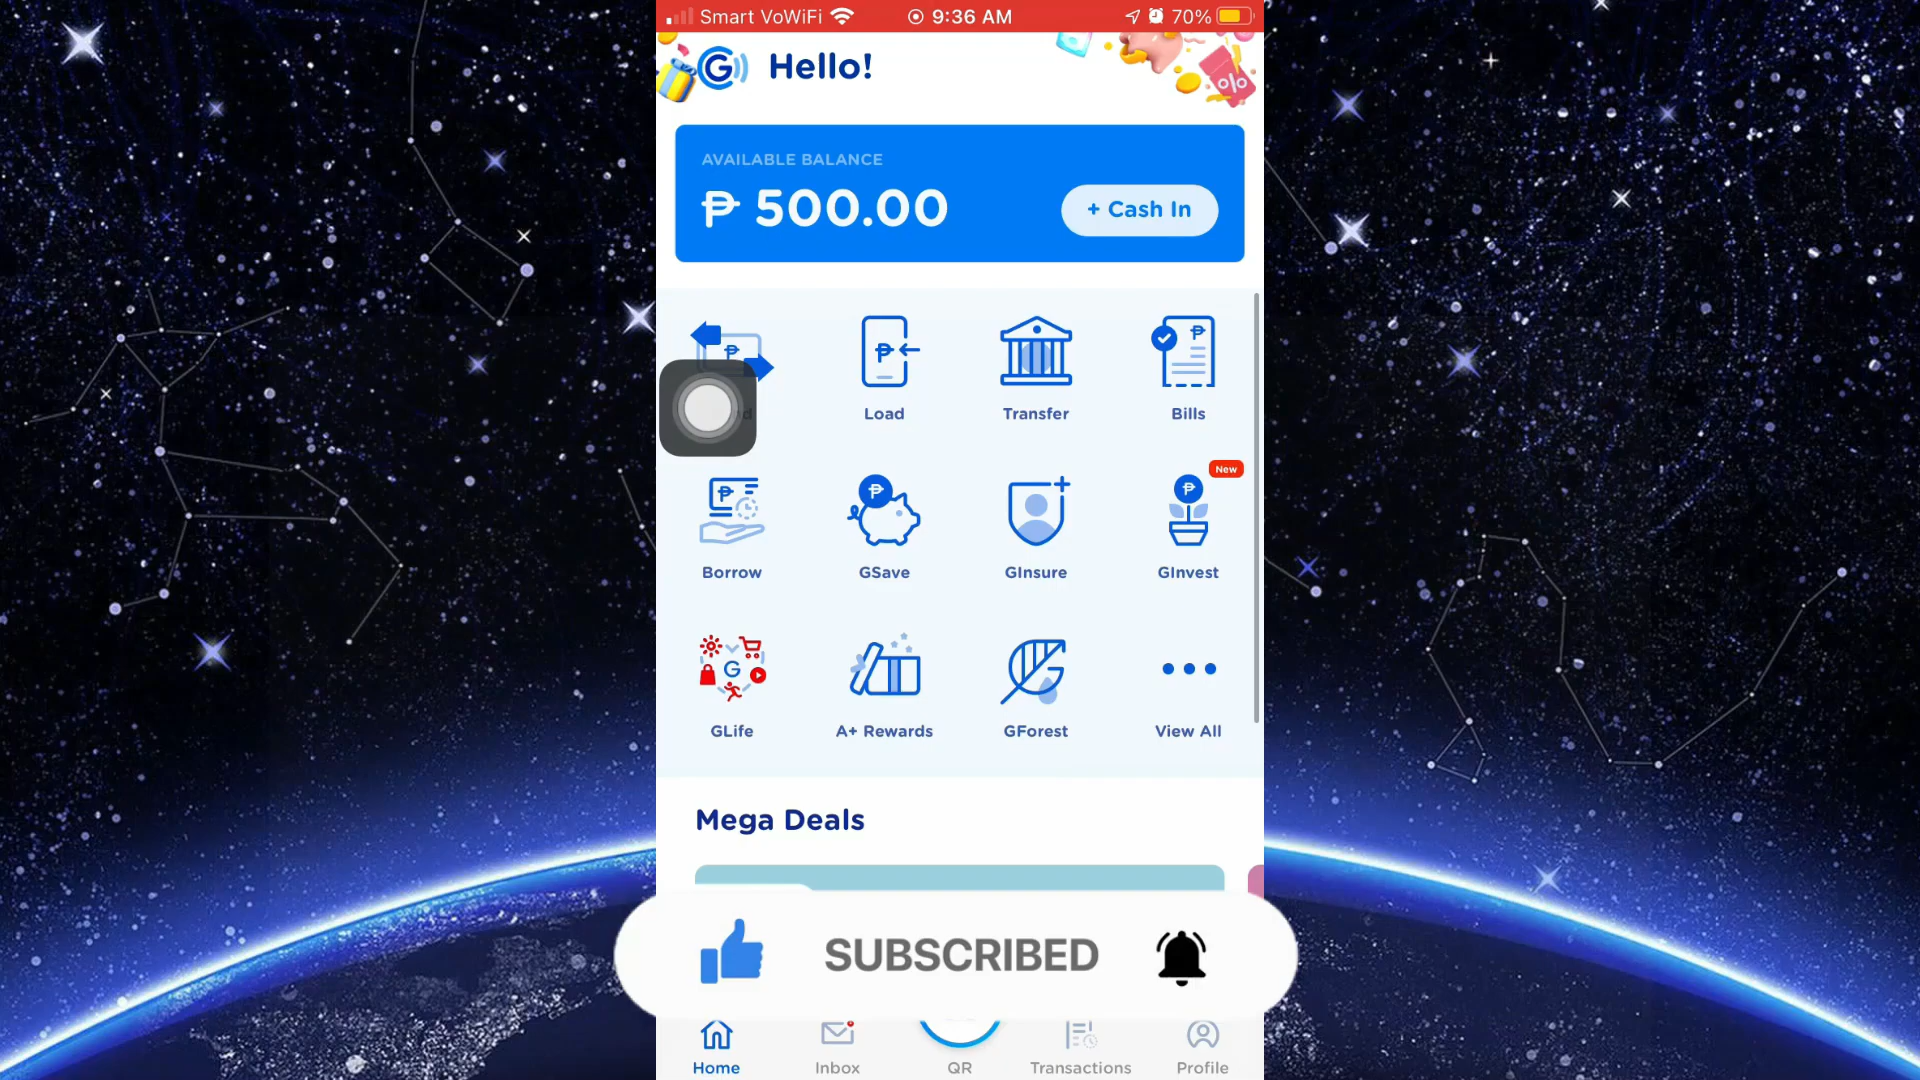 Smart VoWiFi 9:36 AM 70%
G Hello!
%
AVAILABLE BALANCE
₱ 500.00
+ Cash In
Load
Transfer
Bills
New
Borrow
GSave
GInsure
GInvest
G
GLife
A+ Rewards
GForest
View All
Mega Deals
SUBSCRIBED
Home
Inbox
QR
Transactions
Profile